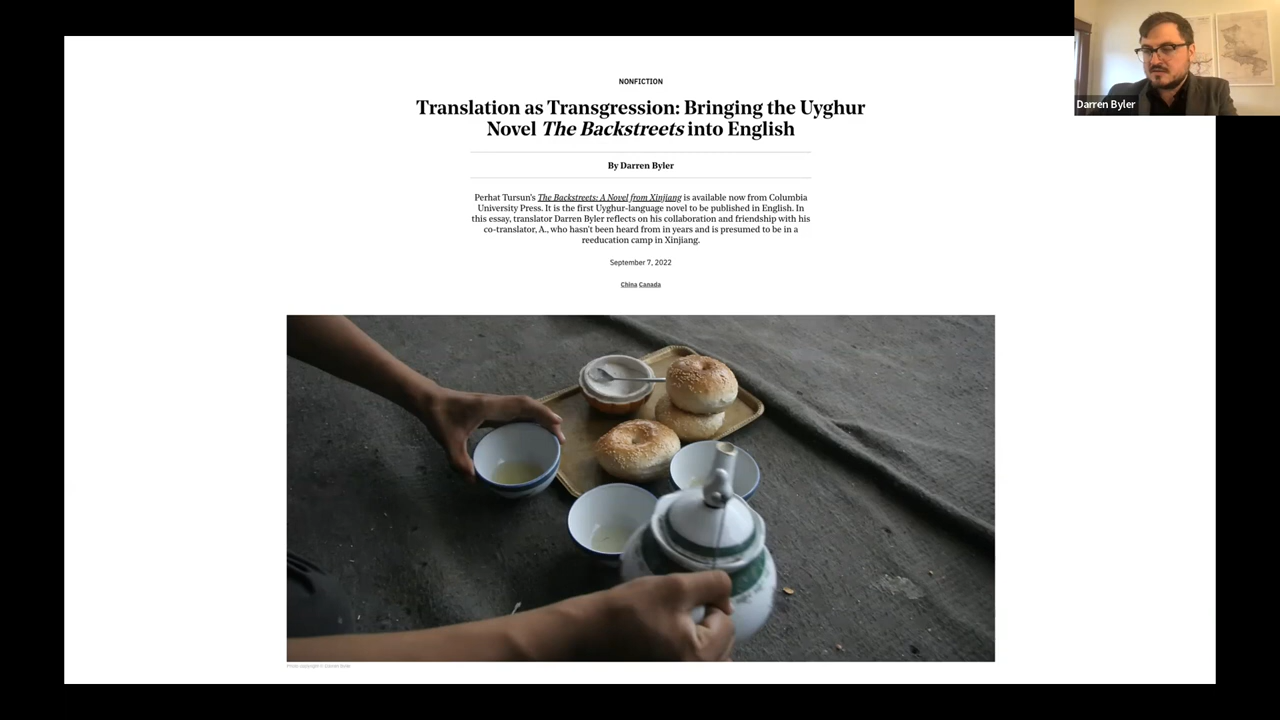 NONFICTION
Translation as Transgression: Bringing the Uyghur
Novel The Backstreets into English
By Darren Byler
Perhat Tursun's The Backstreets: A Novel from Xinjiang is available now from Columbia
University Press. It is the first Uyghur-language novel to be published in English. In
this essay, translator Darren Byler reflects on his collaboration and friendship with his
co-translator, A., who hasn't been heard from in years and is presumed to be in a
reeducation camp in Xinjiang.
September 7, 2022
China Canada
Photo copyright © Darren Byler
Darren Byler